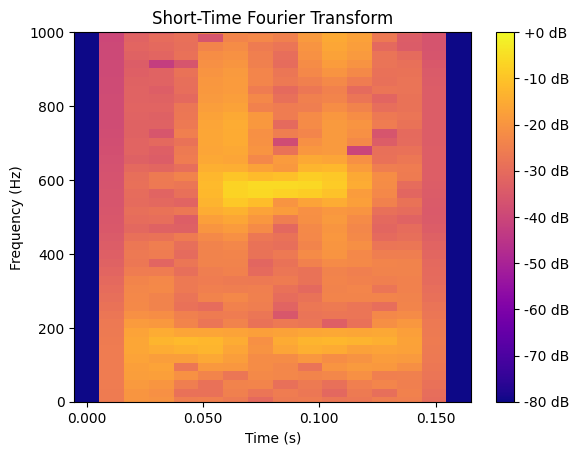 Short-Time Fourier Transform
1000
800
600
400
200
0
Frequency (Hz)
0.000
0.050
0.100
0.150
Time (s)
+0 dB
-10 dB
-20 dB
-30 dB
-40 dB
-50 dB
-60 dB
-70 dB
-80 dB